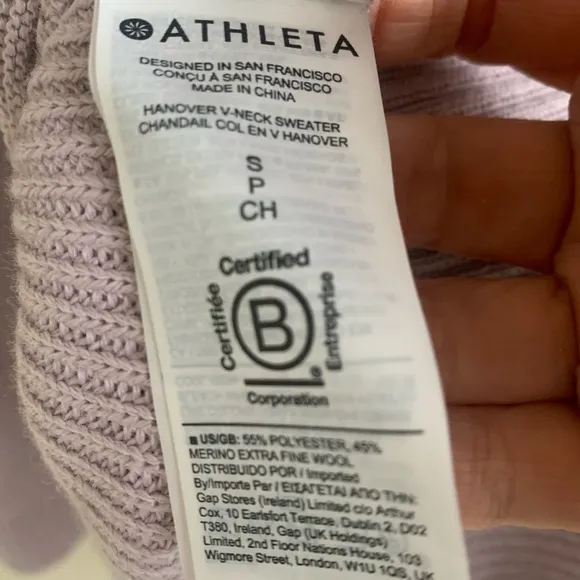 ATHLETA
DESIGNED IN SAN FRANCISCO
CONÇU À SAN FRANCISCO
MADE IN CHINA
HANOVER V-NECK SWEATER
CHANDAIL COL EN V HANOVER
S
P
CH
Certified
Certifiée
B
Entreprise
Corporation
US/GB: 55% POLYESTER, 45%
MERINO EXTRA FINE WOOL
DISTRIBUIDO POR / Imported
By/Importe Par / ΕΙΣΑΓΕΤΑΙ ΑΠΟ ΤΗΝ:
Gap Stores (Ireland) Limited c/o Arthur
Cox, 10 Earlsfort Terrace, Dublin 2, D02
T380, Ireland, Gap (UK Holdings)
Limited, 2nd Floor Nations House, 103
Wigmore Street, London, W1U 1QS, UK